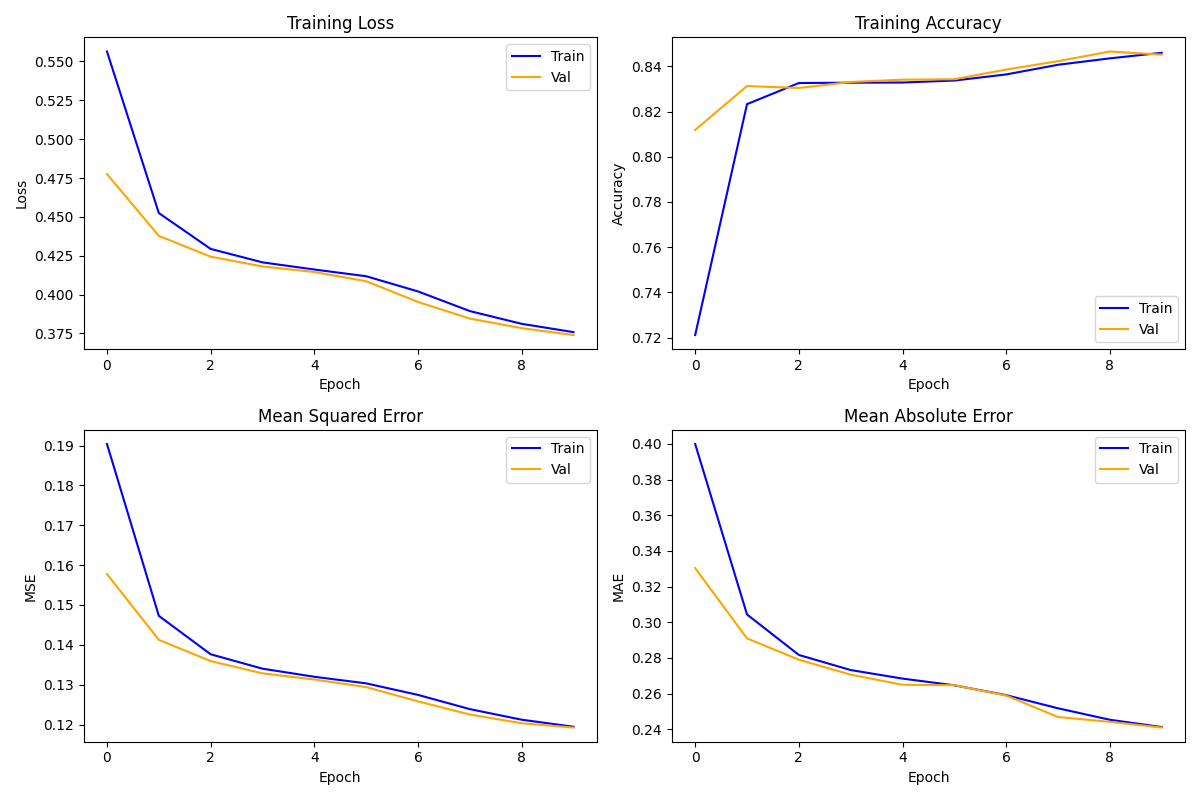 Training Loss
Loss
0.550
0.525
0.500
0.475
0.450
0.425
0.400
0.375
0 2 4 6 8
Epoch
Train
Val
Training Accuracy
Accuracy
0.84
0.82
0.80
0.78
0.76
0.74
0.72
0 2 4 6 8
Epoch
Train
Val
Mean Squared Error
MSE
0.19
0.18
0.17
0.16
0.15
0.14
0.13
0.12
0 2 4 6 8
Epoch
Train
Val
Mean Absolute Error
MAE
0.40
0.38
0.36
0.34
0.32
0.30
0.28
0.26
0.24
0 2 4 6 8
Epoch
Train
Val